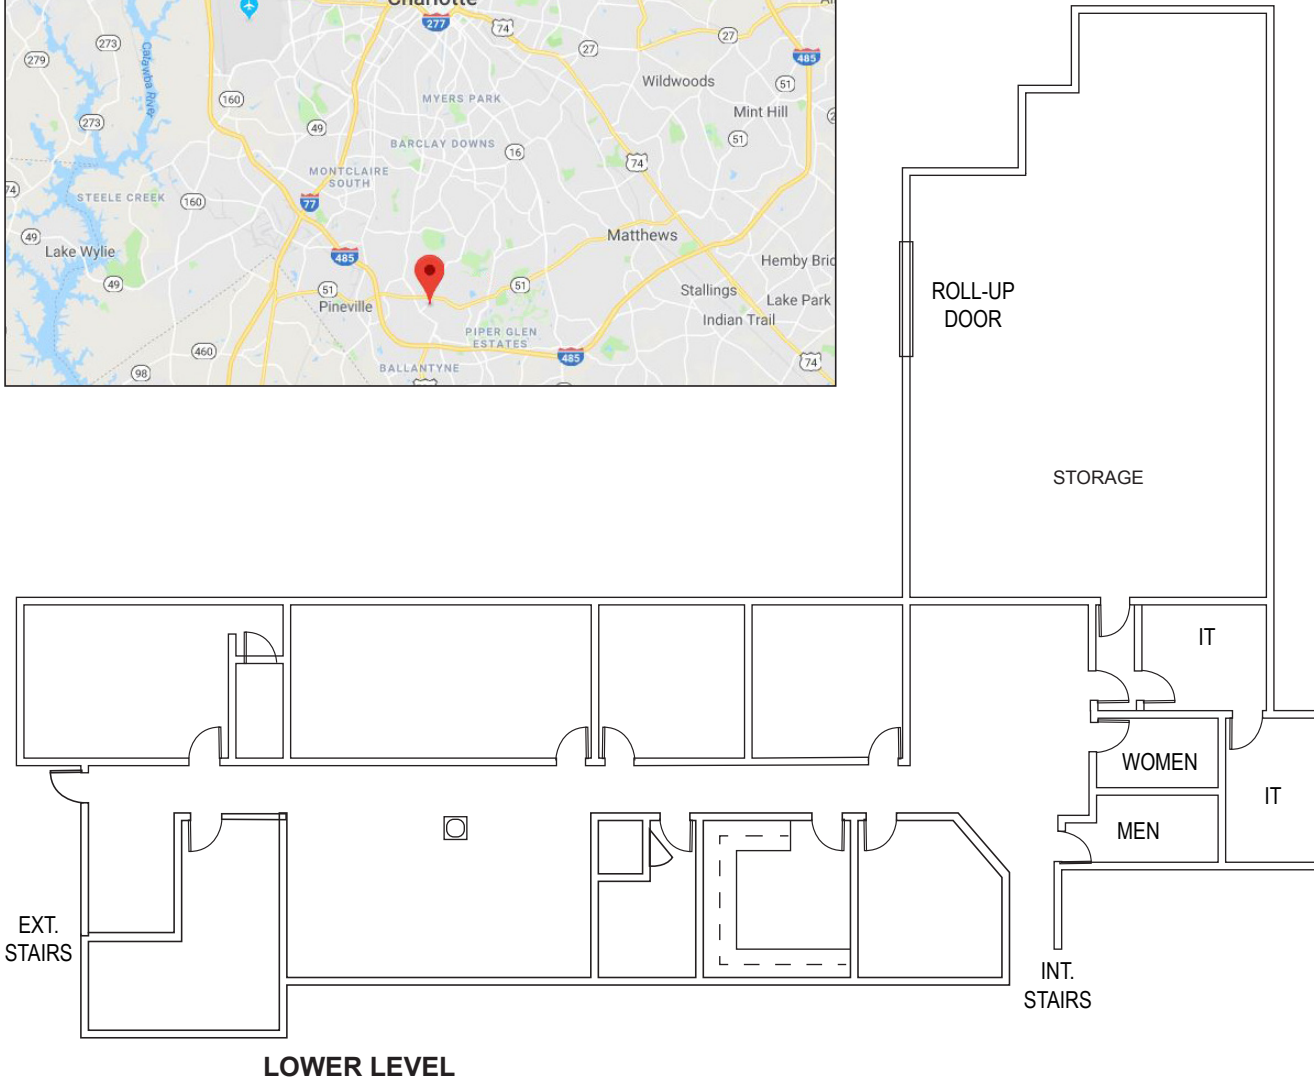 Charlotte
277
74
27
27
485
273
279
Catawba River
160
49
MYERS PARK
Wildwoods
51
Mint Hill
273
BARCLAY DOWNS
16
51
MONTCLAIRE
SOUTH
74
74
STEELE CREEK
160
77
49
Lake Wylie
49
485
Matthews
Hemby
51
Pineville
51
Stallings
Lake Park
Indian Trail
PIPER GLEN
ESTATES
460
98
BALLANTYNE
485
74
ROLL-UP
DOOR
STORAGE
IT
WOMEN
IT
MEN
EXT.
STAIRS
INT.
STAIRS
LOWER LEVEL